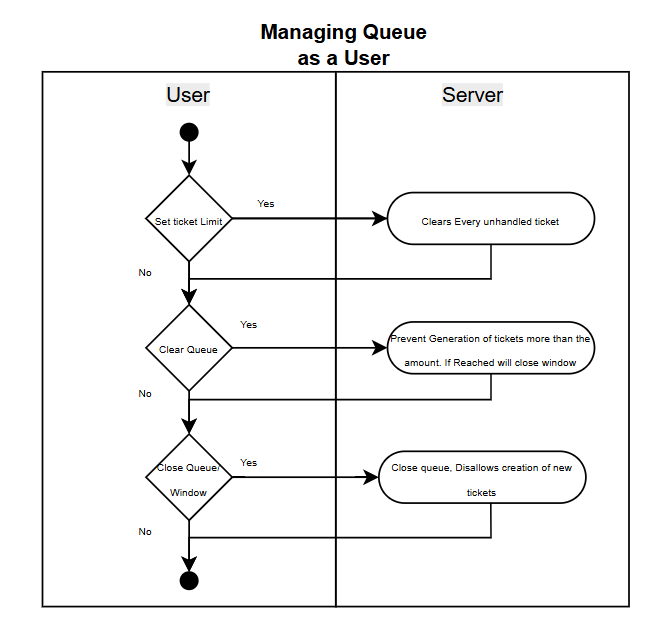 Managing Queue
as a User
User
Server
Yes
Set ticket Limit
Clears Every unhandled ticket
No
Yes
Clear Queue
Prevent Generation of tickets more than the
amount. If Reached will close window
No
Yes
Close Queue/
Window
Close queue, Disallows creation of new
tickets
No